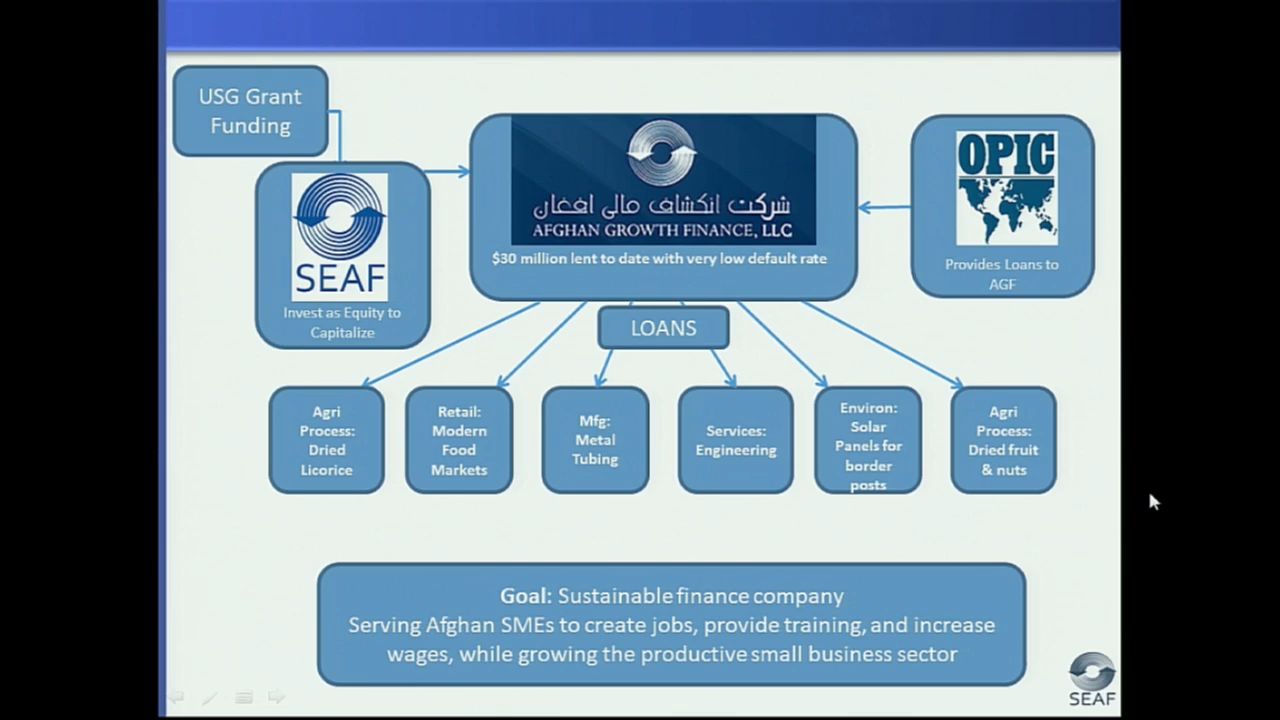 USG Grant
Funding
SEAF
Invest as Equity to
Capitalize
شرکت انکشاف مالی افغان
AFGHAN GROWTH FINANCE, LLC
$30 million lent to date with very low default rate
OPIC
Provides Loans to
AGF
LOANS
Agri
Process:
Dried
Licorice
Retail:
Modern
Food
Markets
Mfg:
Metal
Tubing
Services:
Engineering
Environ:
Solar
Panels for
border
posts
Agri
Process:
Dried fruit
& nuts
Goal: Sustainable finance company
Serving Afghan SMEs to create jobs, provide training, and increase
wages, while growing the productive small business sector
SEAF